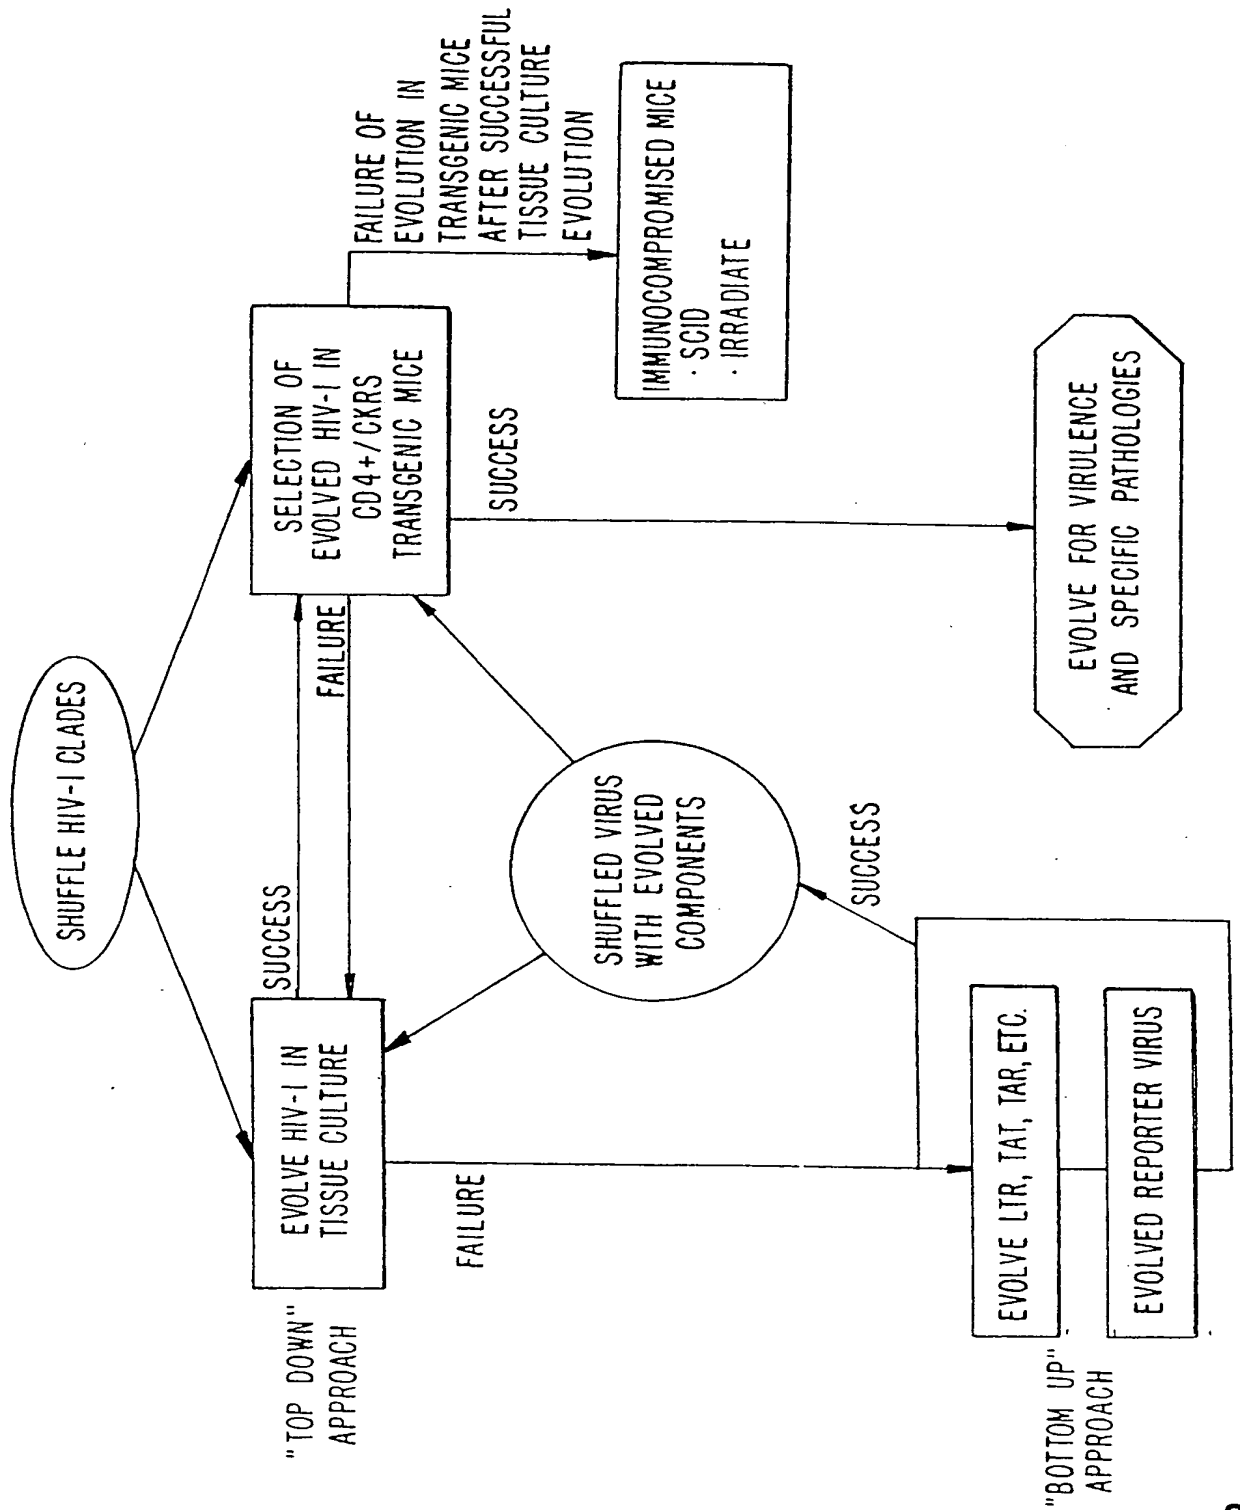 SHUFFLE HIV-1 CLADES
"TOP DOWN"
APPROACH
EVOLVE HIV-1 IN
TISSUE CULTURE
SUCCESS
FAILURE
SELECTION OF
EVOLVED HIV-1 IN
CD4+/CKRS
TRANSGENIC MICE
FAILURE OF
EVOLUTION IN
TRANSGENIC MICE
AFTER SUCCESSFUL
TISSUE CULTURE
EVOLUTION
IMMUNOCOMPROMISED MICE
· SCID
· IRRADIATE
SUCCESS
SHUFFLED VIRUS
WITH EVOLVED
COMPONENTS
FAILURE
SUCCESS
"BOTTOM UP"
APPROACH
EVOLVE LTR, TAT, TAR, ETC.
EVOLVED REPORTER VIRUS
EVOLVE FOR VIRULENCE
AND SPECIFIC PATHOLOGIES